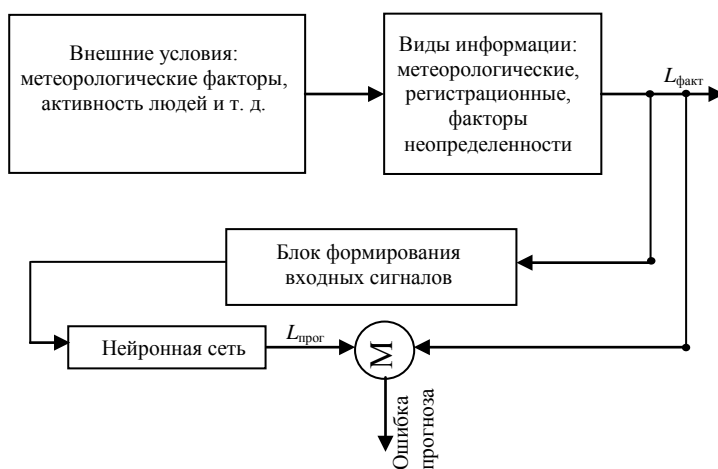 Внешние условия:
метеорологические факторы,
активность людей и т. д.
Виды информации:
метеорологические,
регистрационные,
факторы
неопределенности
Lфакт
Блок формирования
входных сигналов
Нейронная сеть
Lпрог
М
Ошибка
прогноза